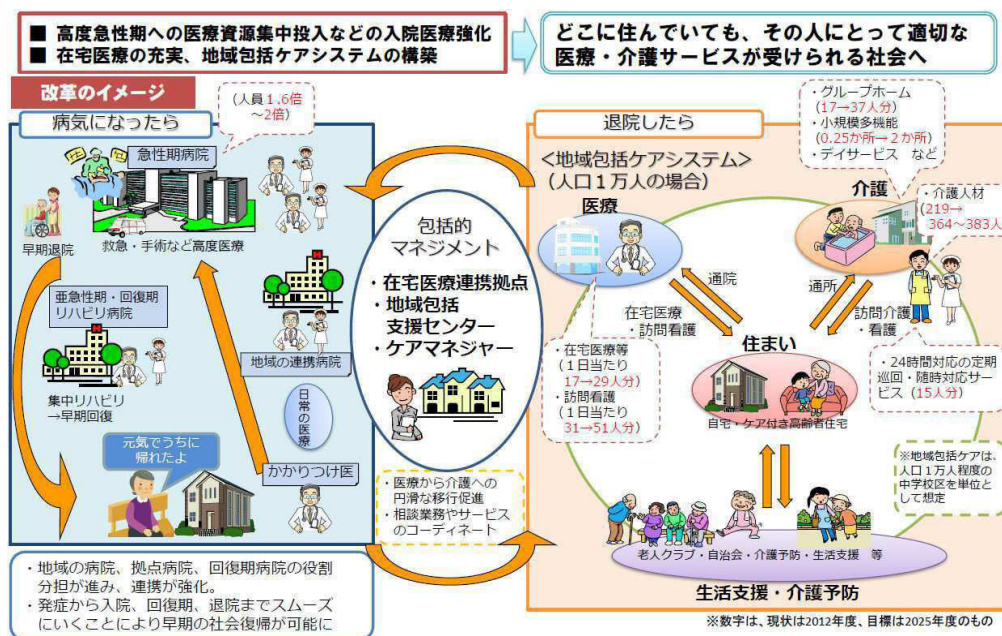 ■ 高度急性期への医療資源集中投入などの入院医療強化
■ 在宅医療の充実、地域包括ケアシステムの構築
どこに住んでいても、その人にとって適切な
医療・介護サービスが受けられる社会へ
改革のイメージ
病気になったら
(人員1.6倍
～2倍)
急性期病院
早期退院
救急・手術など高度医療
亜急性期・回復期
リハビリ病院
集中リハビリ
→早期回復
地域の連携病院
日常の医療
元気でうちに
帰れたよ
かかりつけ医
・地域の病院、拠点病院、回復期病院の役割
分担が進み、連携が強化。
・発症から入院、回復期、退院までスムーズ
にいくことにより早期の社会復帰が可能に
包括的
マネジメント
・在宅医療連携拠点
・地域包括
支援センター
・ケアマネジャー
・医療から介護への
円滑な移行促進
・相談業務やサービス
のコーディネート
退院したら
<地域包括ケアシステム>
(人口1万人の場合)
・グループホーム
(17→37人分)
・小規模多機能
(0.25か所→2か所)
・デイサービス など
医療
介護
・介護人材
(219→
364～383人)
通院
在宅医療
・訪問看護
通所
訪問介護
・看護
・在宅医療等
(1日当たり
17→29人分)
・訪問看護
(1日当たり
31→51人分)
住まい
自宅・ケア付き高齢者住宅
・24時間対応の定期
巡回・随時対応サー
ビス(15人分)
※地域包括ケアは、
人口1万人程度の
中学校区を単位と
して想定
老人クラブ・自治会・介護予防・生活支援 等
生活支援・介護予防
※数字は、現状は2012年度、目標は2025年度のもの